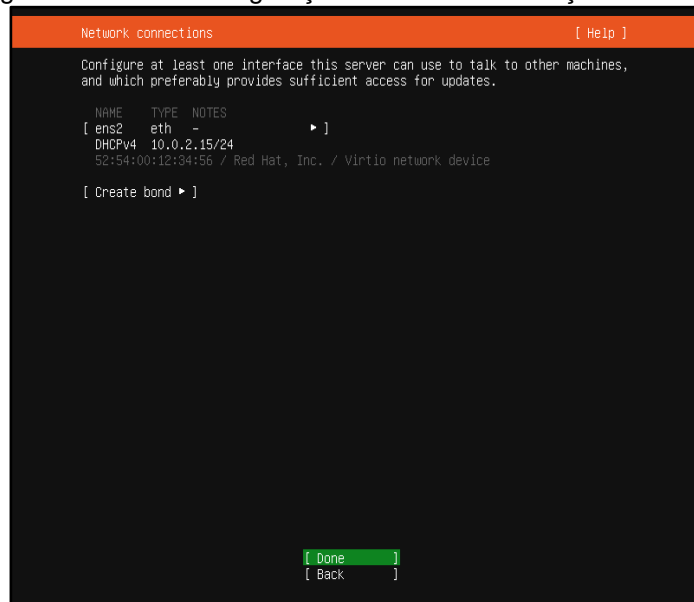 Network connections [ Help ]
Configure at least one interface this server can use to talk to other machines,
and which preferably provides sufficient access for updates.
NAME TYPE NOTES
[ ens2 eth - ▸ ]
DHCPv4 10.0.2.15/24
52:54:00:12:34:56 / Red Hat, Inc. / Virtio network device
[ Create bond ▸ ]
[ Done ]
[ Back ]